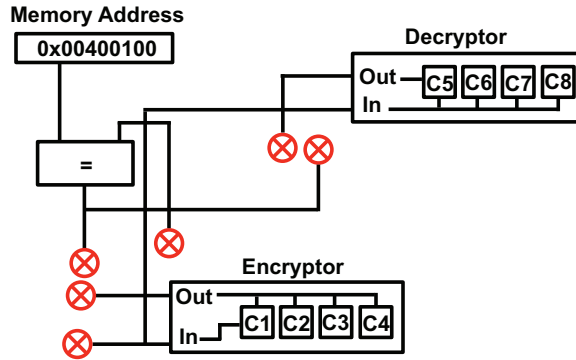 Memory Address
0x00400100
Decryptor
Out
C5 C6 C7 C8
In
=
Encryptor
Out
C1 C2 C3 C4
In